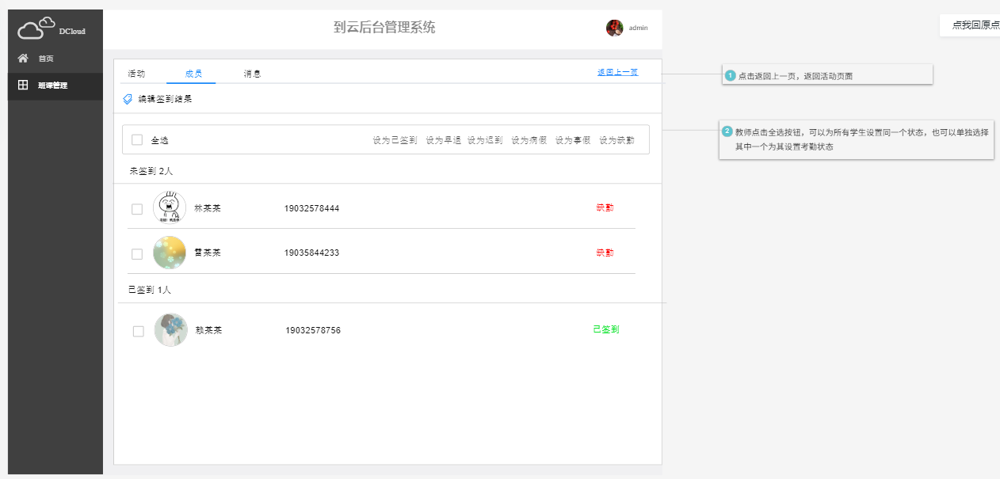 DCloud
到云后台管理系统
admin
点我回原点
首页
班课管理
活动 成员 消息 返回上一页
编辑签到结果
全选 设为已签到 设为早退 设为迟到 设为病假 设为事假 设为缺勤
未签到 2人
林某某 19032578444 缺勤
雷某某 19035844233 缺勤
已签到 1人
赖某某 19032578756 已签到
1 点击返回上一页，返回活动页面
2 教师点击全选按钮，可以为所有学生设置同一个状态，也可以单独选择
其中一个为其设置考勤状态